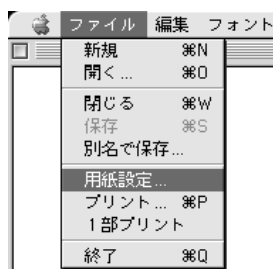 ファイル 編集 フォント
新規 ⌘N
開く... ⌘O
閉じる ⌘W
保存 ⌘S
別名で保存...
用紙設定...
プリント... ⌘P
1部プリント
終了 ⌘Q